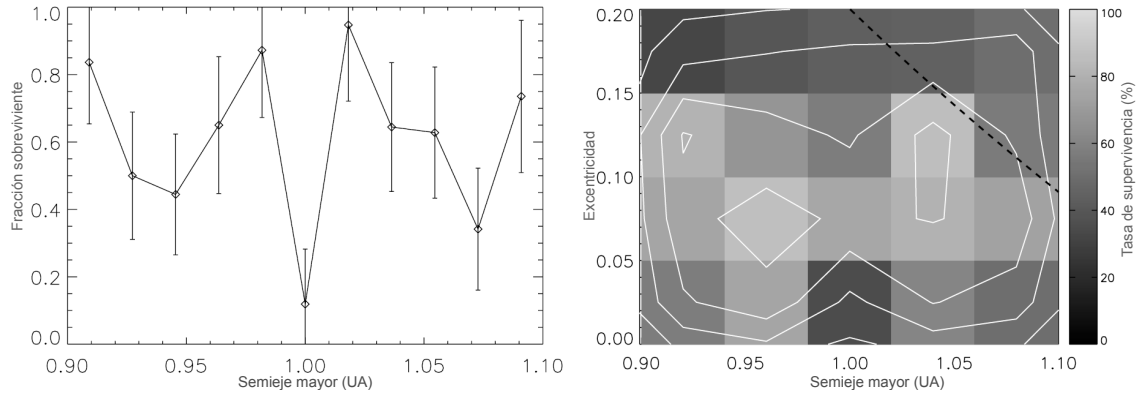 1.0
0.8
0.6
0.4
0.2
0.0
Fracción sobreviviente
0.90 0.95 1.00 1.05 1.10
Semieje mayor (UA)
0.20
0.15
0.10
0.05
0.00
Exoentricidad
0.90 0.95 1.00 1.05 1.10
Semieje mayor (UA)
100
80
60
40
20
0
Tasa de supervivencia (%)